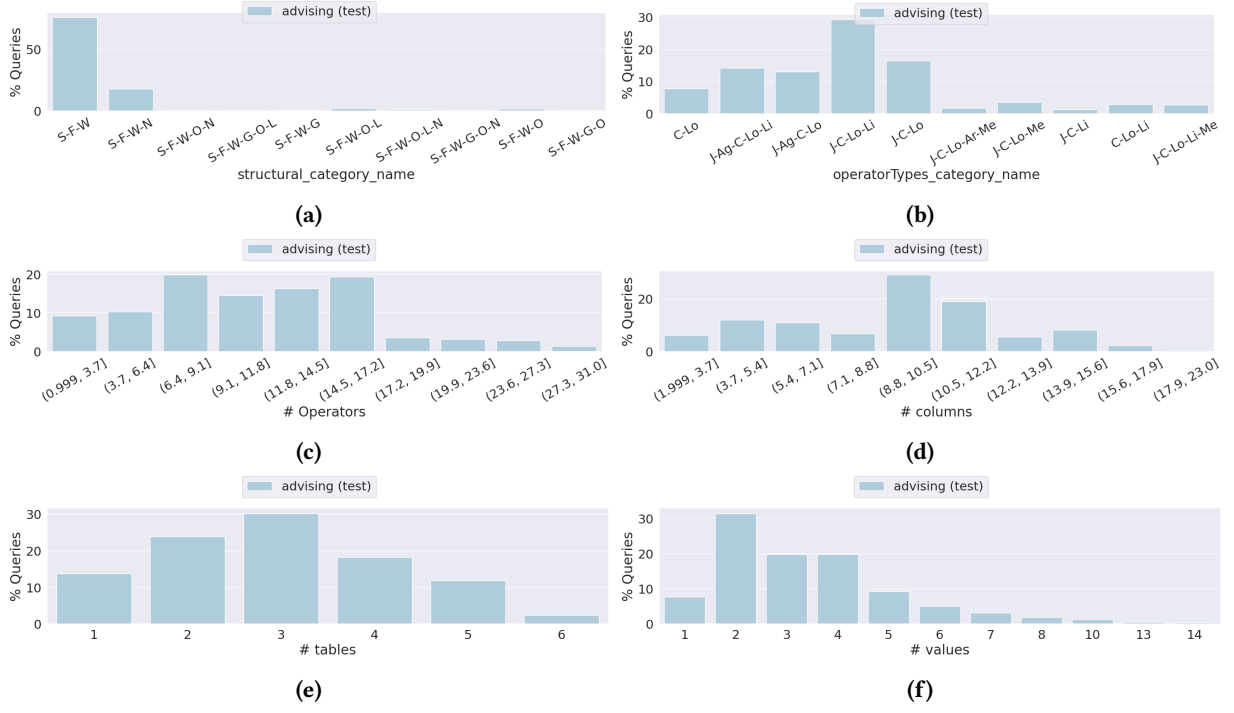 advising (test)
% Queries
50
0
S-F-W
S-F-W-N
S-F-W-O-N
S-F-W-G-O-L
S-F-W-G
S-F-W-O-L
S-F-W-O-L-N
S-F-W-G-O-N
S-F-W-O
S-F-W-G-O
structural_category_name
(a)
advising (test)
% Queries
30
20
10
0
C-Lo
J-Ag-C-Lo-Li
J-Ag-C-Lo
J-C-Lo-Li
J-C-Lo
J-C-Lo-Ar-Me
J-C-Lo-Me
J-C-Li
C-Lo-Li
J-C-Lo-Li-Me
operatorTypes_category_name
(b)
advising (test)
% Queries
20
10
0
(0.999, 3.7]
(3.7, 6.4]
(6.4, 9.1]
(9.1, 11.8]
(11.8, 14.5]
(14.5, 17.2]
(17.2, 19.9]
(19.9, 23.6]
(23.6, 27.3]
(27.3, 31.0]
# Operators
(c)
advising (test)
% Queries
20
0
(1.999, 3.7]
(3.7, 5.4]
(5.4, 7.1]
(7.1, 8.8]
(8.8, 10.5]
(10.5, 12.2]
(12.2, 13.9]
(13.9, 15.6]
(15.6, 17.9]
(17.9, 23.0]
# columns
(d)
advising (test)
% Queries
30
20
10
0
1 2 3 4 5 6
# tables
(e)
advising (test)
% Queries
30
20
10
0
1 2 3 4 5 6 7 8 10 13 14
# values
(f)